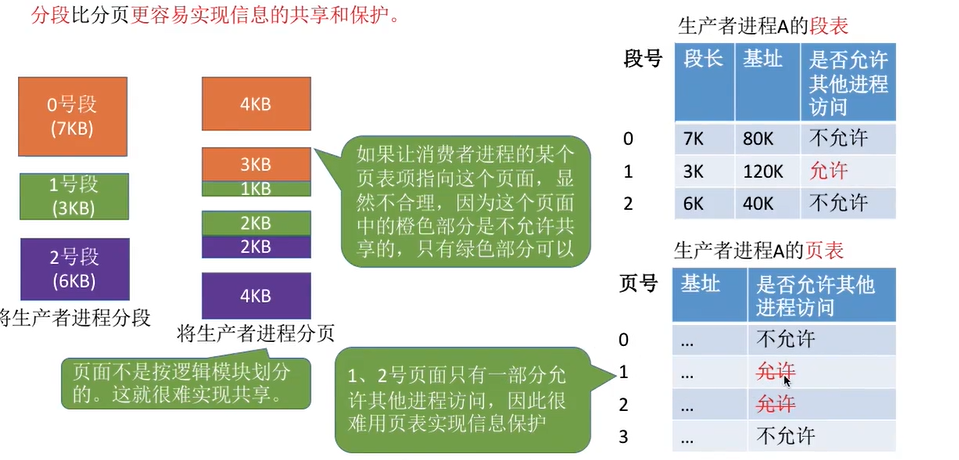 分段比分页更容易实现信息的共享和保护。
0号段
(7KB)
1号段
(3KB)
2号段
(6KB)
将生产者进程分段
4KB
3KB
1KB
2KB
2KB
4KB
将生产者进程分页
页面不是按逻辑模块划分
的。这就很难实现共享。
如果让消费者进程的某个
页表项指向这个页面，显
然不合理，因为这个页面
中的橙色部分是不允许共
享的，只有绿色部分可以
1、2号页面只有一部分允
许其他进程访问，因此很
难用页表实现信息保护
生产者进程A的段表
段号 段长 基址 是否允许
其他进程
访问
0 7K 80K 不允许
1 3K 120K 允许
2 6K 40K 不允许
生产者进程A的页表
页号 基址 是否允许其他
进程访问
0 ... 不允许
1 ... 允许
2 ... 允许
3 ... 不允许